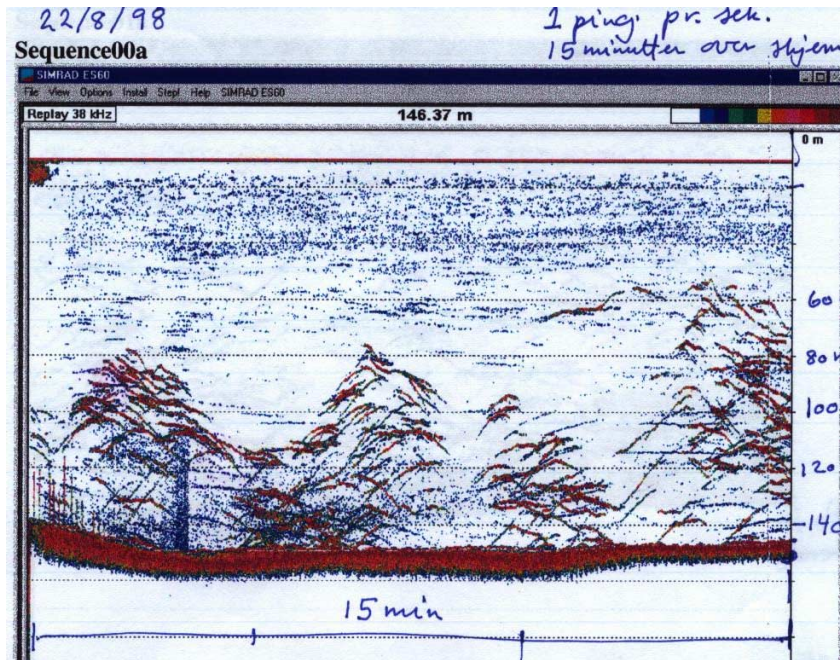 22/8/98
1 ping. pr. sek.
Sequence00a
15 minutter over skjem
SIMRAD ES60
File View Options Install Step! Help SIMRAD ES60
Replay 38 kHz
146.37 m
0 m
60
80
100
120
140
15 min